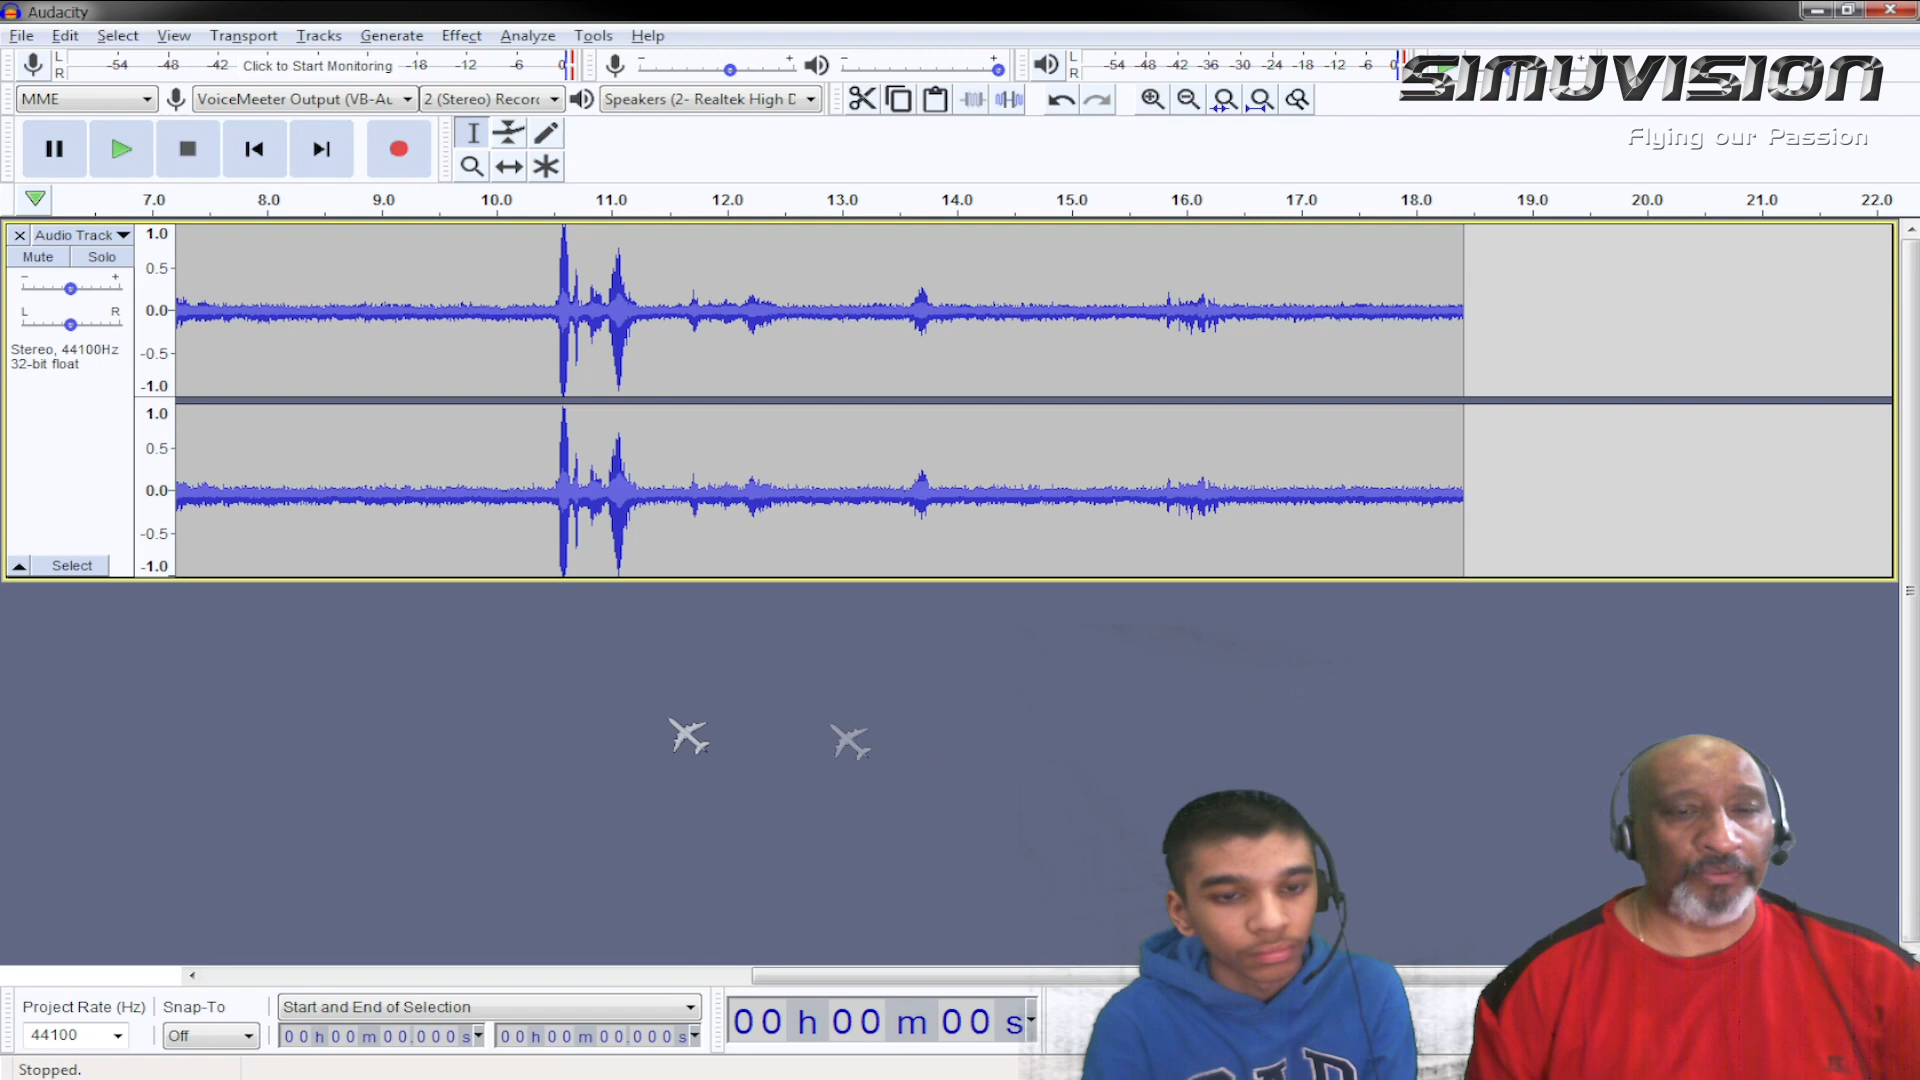 Audacity
File Edit Select View Transport Tracks Generate Effect Analyze Tools Help
L
R
-54 -48 -42 Click to Start Monitoring -18 -12 -6 0
- +
- +
L
R
-54 -48 -42 -36 -30 -24 -18 -12 -6 0
SIMUVISION
Flying our Passion
MME
VoiceMeeter Output (VB-Au
2 (Stereo) Recorc
Speakers (2- Realtek High D
7.0 8.0 9.0 10.0 11.0 12.0 13.0 14.0 15.0 16.0 17.0 18.0 19.0 20.0 21.0 22.0
Audio Track
Mute Solo
- +
L R
Stereo, 44100Hz
32-bit float
1.0
0.5
0.0
-0.5
-1.0
1.0
0.5
0.0
-0.5
-1.0
Select
Project Rate (Hz)
44100
Snap-To
Off
Start and End of Selection
00 h 00 m 00.000 s
00 h 00 m 00.000 s
00 h 00 m 00 s
Stopped.